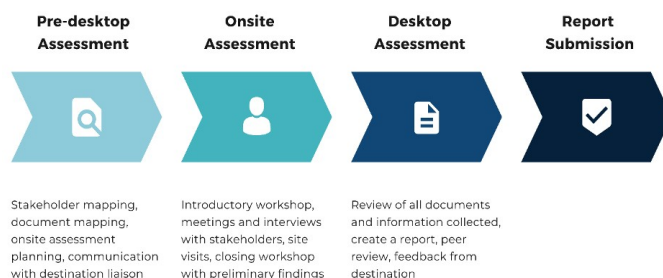 Pre-desktop
Assessment
Onsite
Assessment
Desktop
Assessment
Report
Submission
Stakeholder mapping,
document mapping,
onsite assessment
planning, communication
with destination liaison
Introductory workshop,
meetings and interviews
with stakeholders, site
visits, closing workshop
with preliminary findings
Review of all documents
and information collected,
create a report, peer
review, feedback from
destination